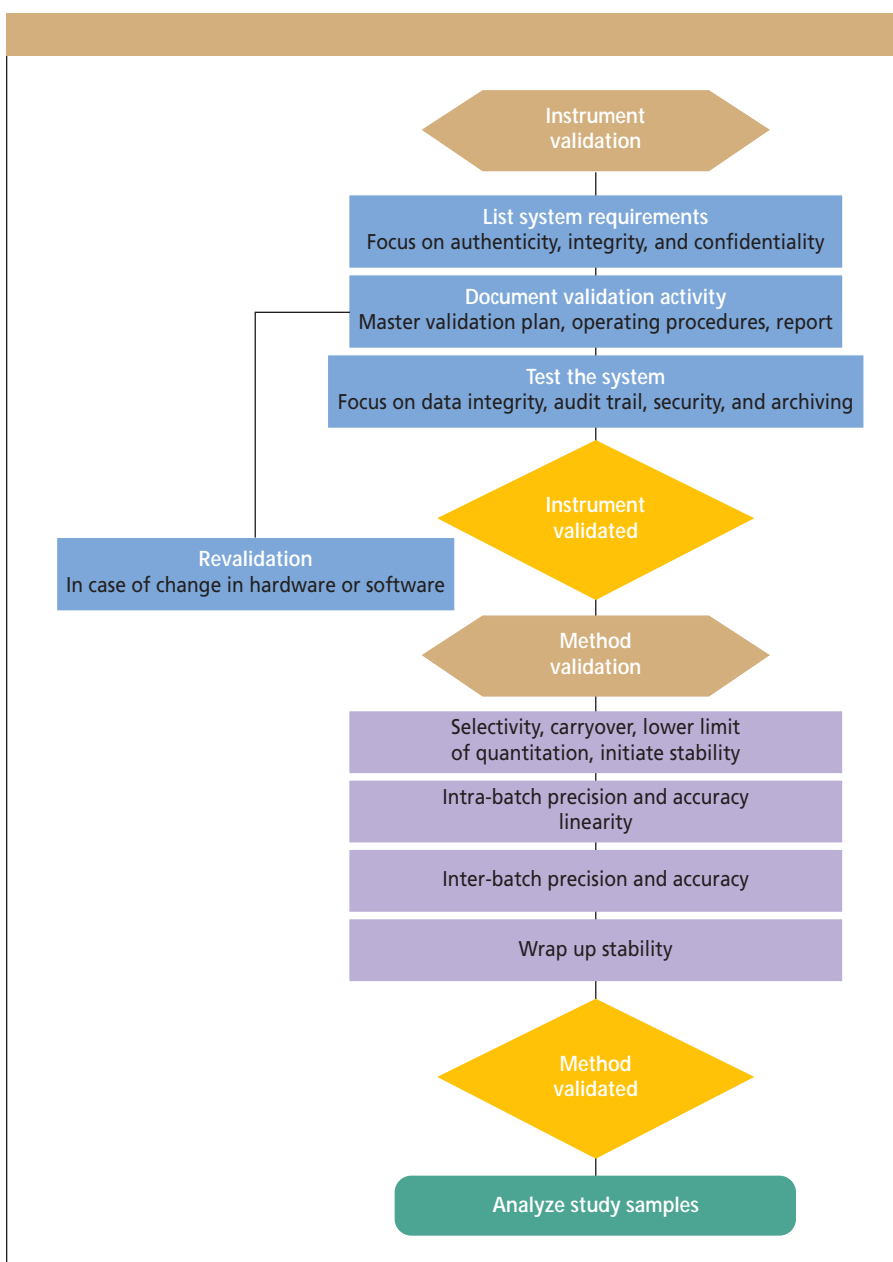 Instrument
validation
List system requirements
Focus on authenticity, integrity, and confidentiality
Document validation activity
Master validation plan, operating procedures, report
Test the system
Focus on data integrity, audit trail, security, and archiving
Instrument
validated
Revalidation
In case of change in hardware or software
Method
validation
Selectivity, carryover, lower limit
of quantitation, initiate stability
Intra-batch precision and accuracy
linearity
Inter-batch precision and accuracy
Wrap up stability
Method
validated
Analyze study samples